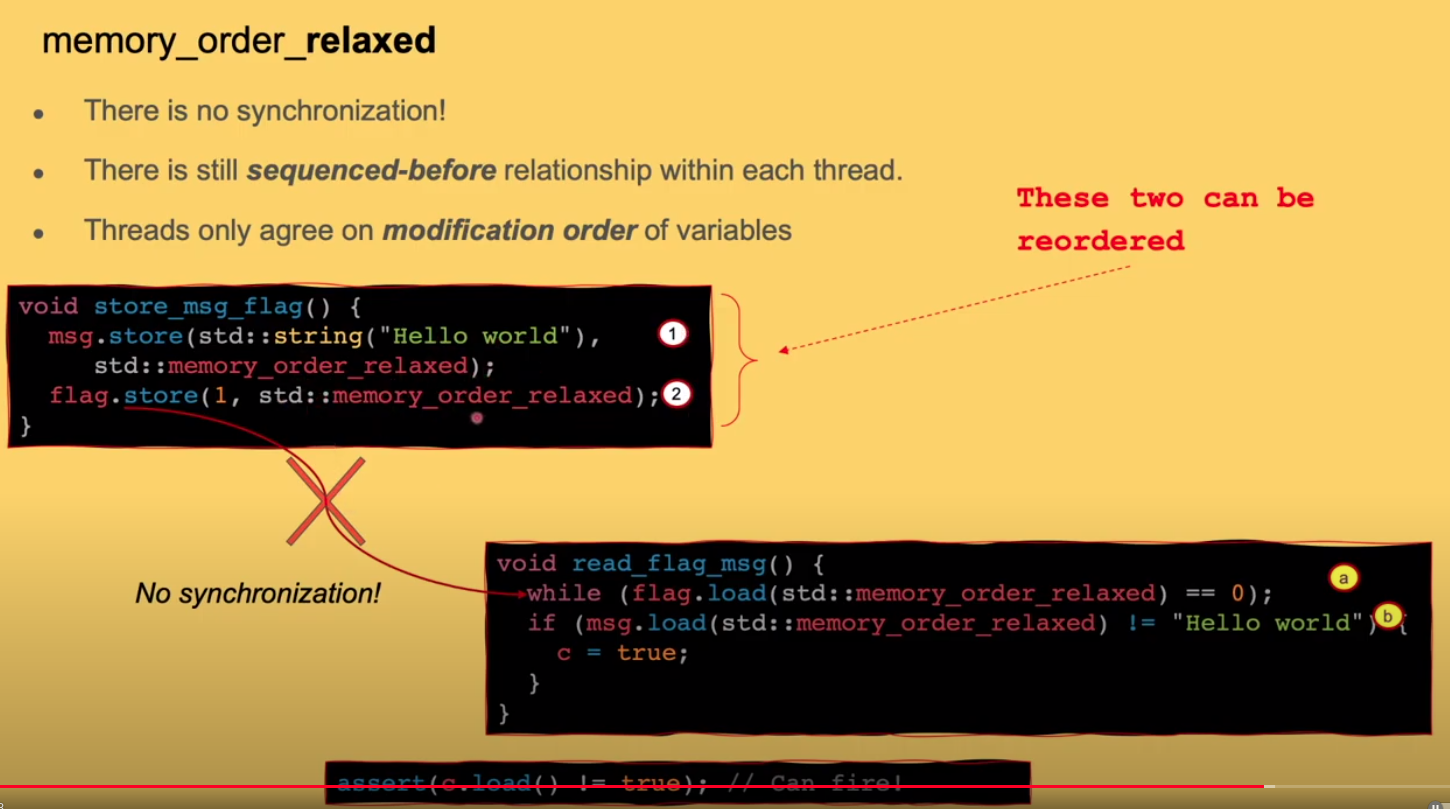 memory_order_relaxed
• There is no synchronization!
• There is still sequenced-before relationship within each thread.
• Threads only agree on modification order of variables
These two can be
reordered
void store_msg_flag() {
msg.store(std::string("Hello world"), 1
std::memory_order_relaxed);
flag.store(1, std::memory_order_relaxed); 2
}
No synchronization!
void read_flag_msg() {
while (flag.load(std::memory_order_relaxed) == 0); a
if (msg.load(std::memory_order_relaxed) != "Hello world") b {
c = true;
}
}
assert(c.load() != true); // Can fire!